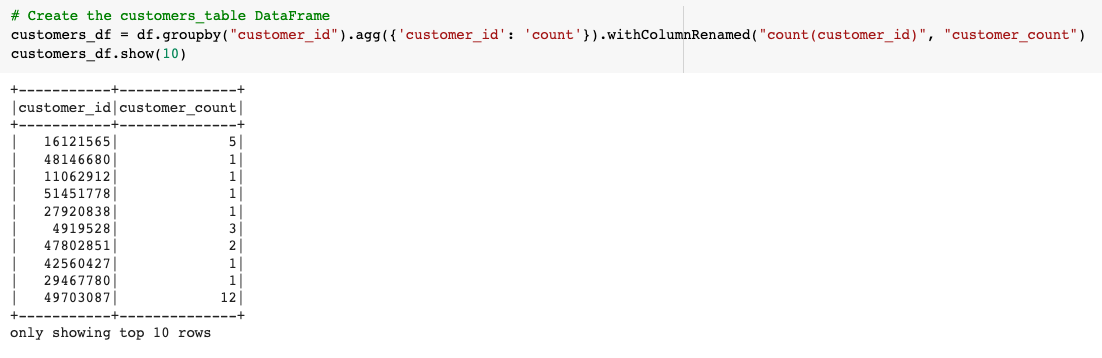 # Create the customers_table DataFrame
customers_df = df.groupby("customer_id").agg({'customer_id': 'count'}).withColumnRenamed("count(customer_id)", "customer_count")
customers_df.show(10)
+-----------+--------------+
|customer_id|customer_count|
+-----------+--------------+
|   16121565|             5|
|   48146680|             1|
|   11062912|             1|
|   51451778|             1|
|   27920838|             1|
|    4919528|             3|
|   47802851|             2|
|   42560427|             1|
|   29467780|             1|
|   49703087|            12|
+-----------+--------------+
only showing top 10 rows